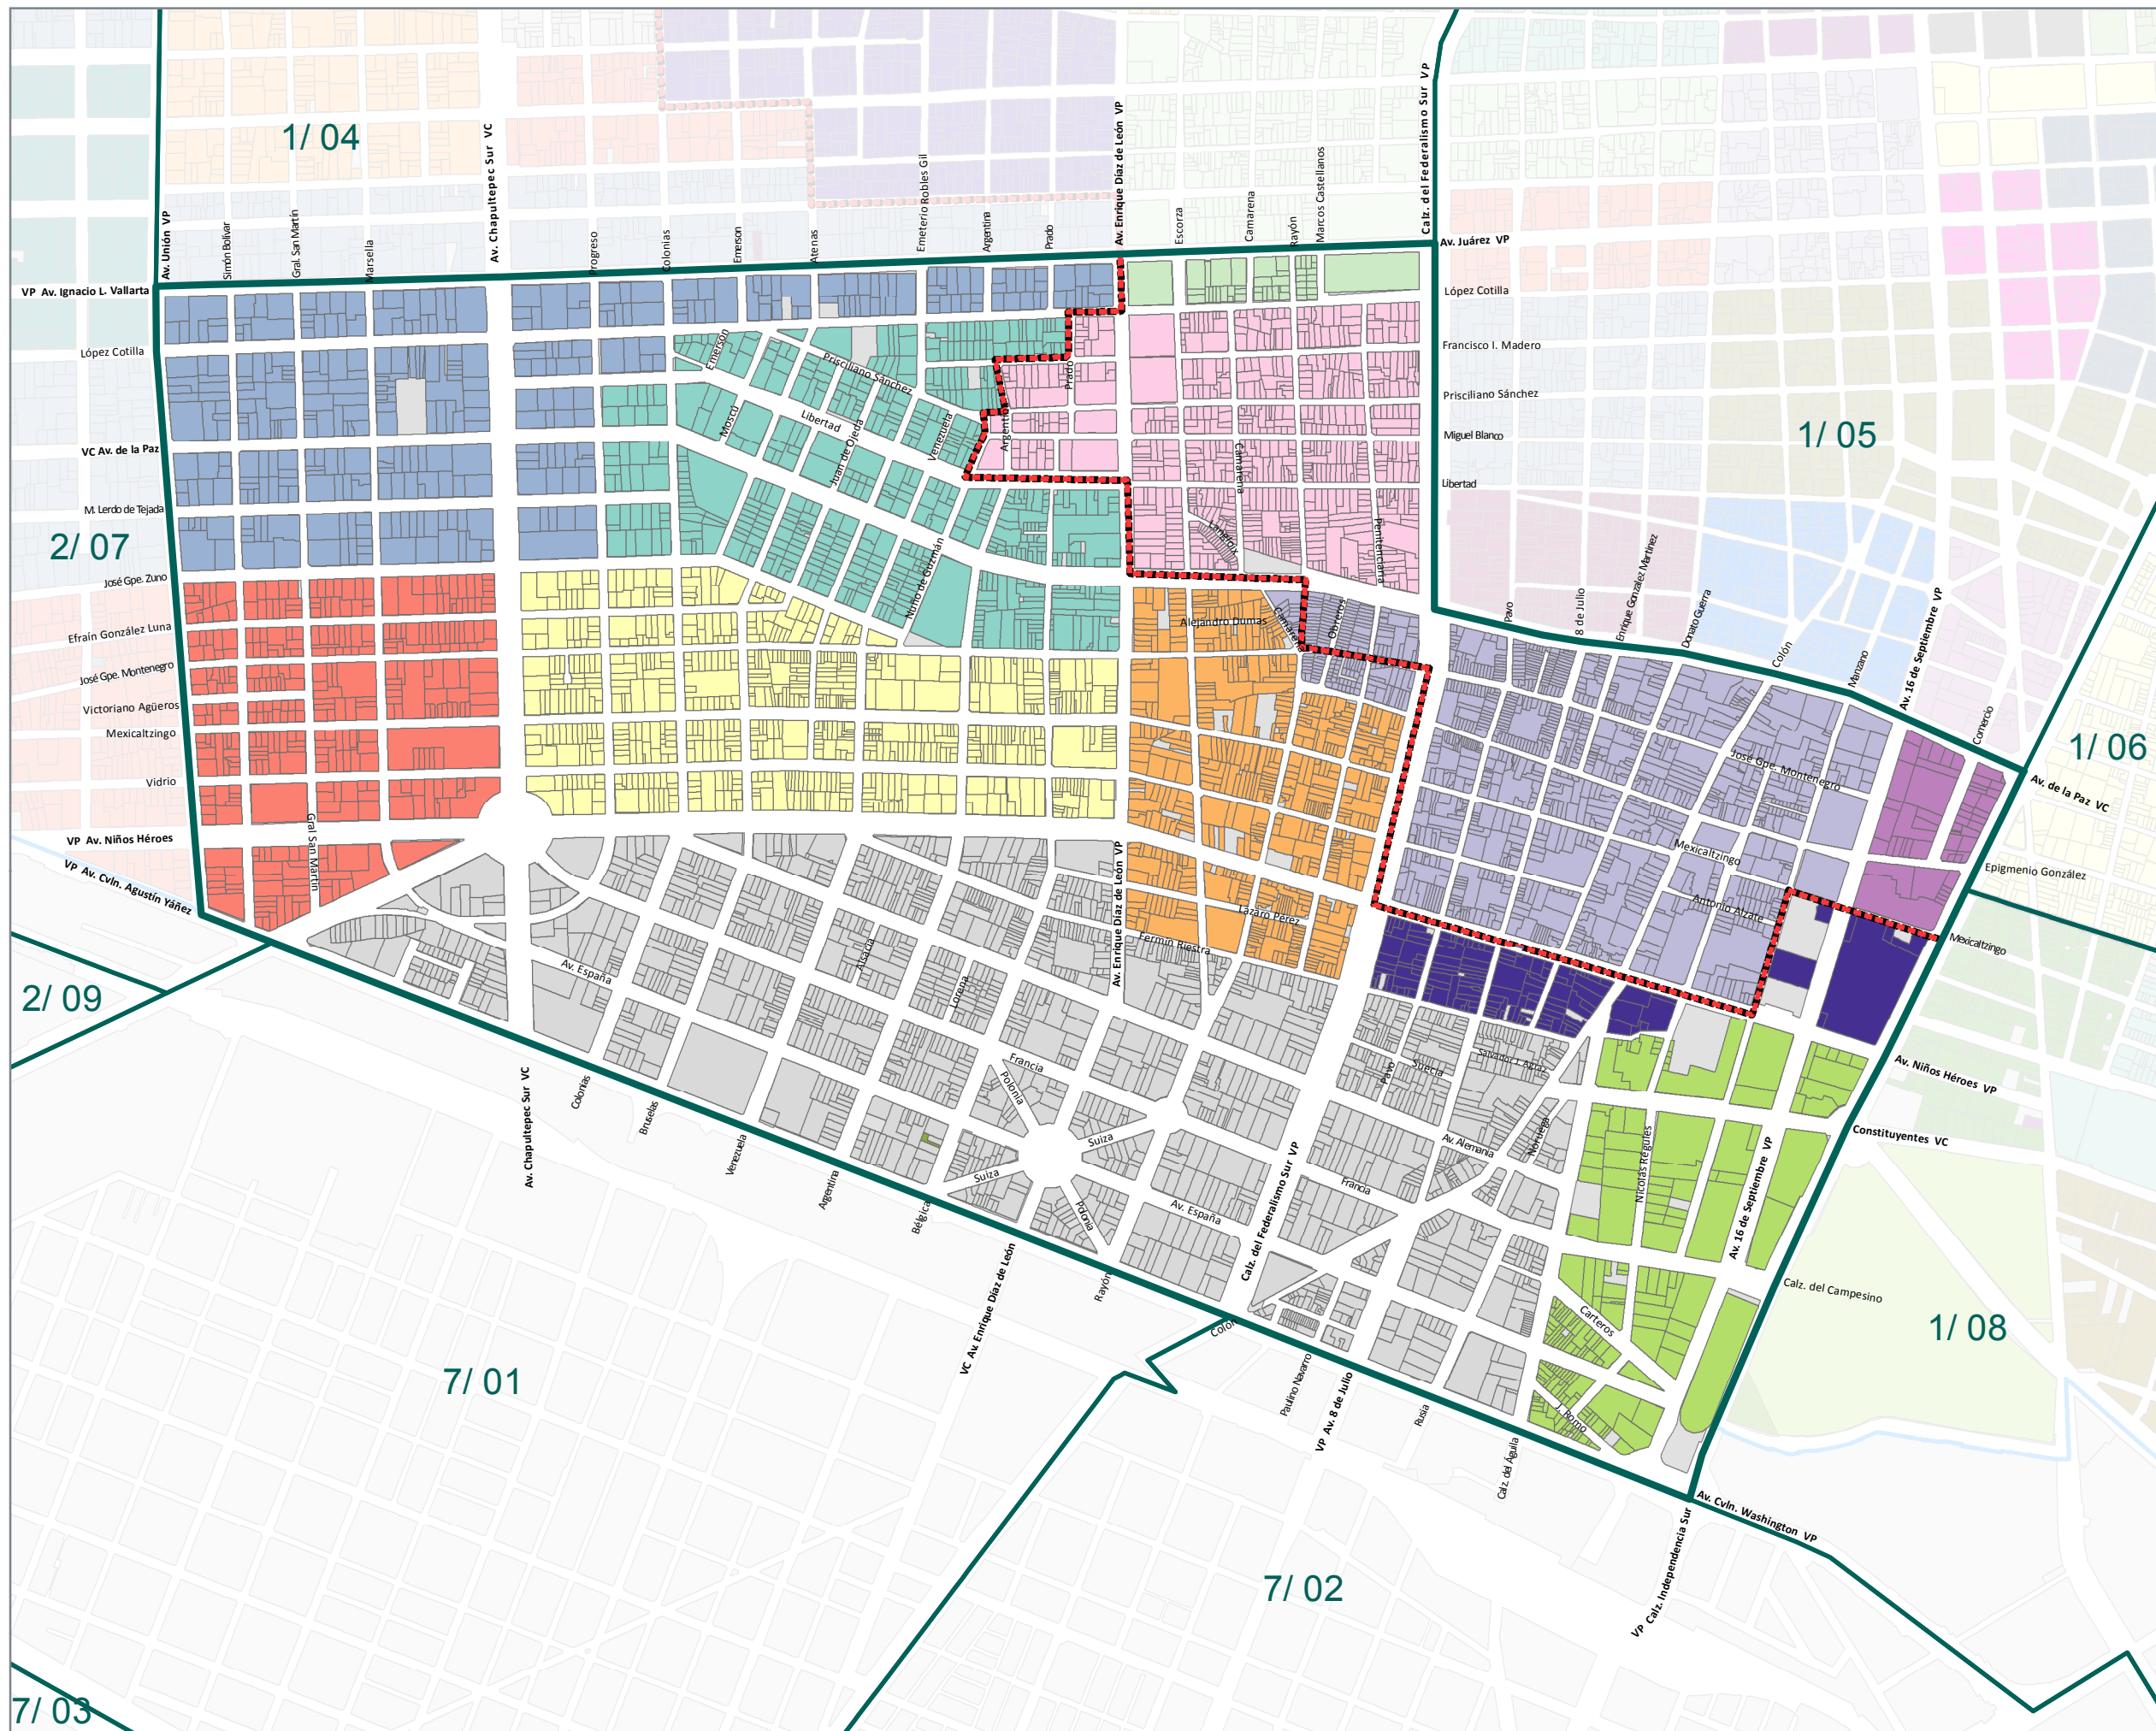 1/ 04
Av. Unión VP
Simón Bolívar
Gral. San Martín
Marsella
Av. Chapultepec Sur VC
Progreso
Colonias
Emerson
Atenas
Emeterio Robles Gil
Argentina
Prado
Av. Enrique Díaz de León VP
Escorza
Camarena
Rayón
Marcos Castellanos
Calz. del Federalismo Sur VP
Av. Juárez VP
VP Av. Ignacio L. Vallarta
López Cotilla
López Cotilla
Francisco I. Madero
Emerson
Prisciliano Sánchez
Prado
Prisciliano Sánchez
Moscú
Libertad
Juan de Ojeda
Venezuela
Argentina
Miguel Blanco
1/ 05
VC Av. de la Paz
Camarena
Libertad
M. Lerdo de Tejada
2/ 07
Nuño de Guzmán
Lacroix
Penitenciaria
Enrique González Martínez
José Gpe. Zuno
Pavo
8 de Julio
Donato Guerra
Colón
Manzano
Av. 16 de Septiembre VP
Efraín González Luna
Alejandro Dumas
Camarena
Obreros
José Gpe. Montenegro
Victoriano Agüeros
Mexicaltzingo
Comercio
1/ 06
José Gpe. Montenegro
Vidrio
Av. de la Paz VC
Gral. San Martín
VP Av. Niños Héroes
Mexicaltzingo
Epigmenio González
VP Av. Cvln. Agustín Yáñez
Av. Enrique Díaz de León VP
Antonio Alzate
Lázaro Pérez
Fermín Riestra
Mexicaltzingo
Alsacia
Av. España
Lorena
2/ 09
Francia
Polonia
Salvador J. Agraz
Suecia
Pavo
Av. Niños Héroes VP
Av. Chapultepec Sur VC
Colonias
Bruselas
Venezuela
Argentina
Bélgica
Suiza
Suiza
Polonia
Av. España
Av. Alemania
Noruega
Nicolás Régules
Constituyentes VC
Francia
Av. 16 de Septiembre VP
Calz. del Federalismo Sur VP
Calz. del Campesino
1/ 08
VC Av. Enrique Díaz de León
Rayón
Colón
Carteros
7/ 01
Paulino Navarro
VP Av. 8 de Julio
Rusia
Calz. del Águila
J. Romo
Av. Cvln. Washington VP
VP Calz. Independencia Sur
7/ 02
7/ 03